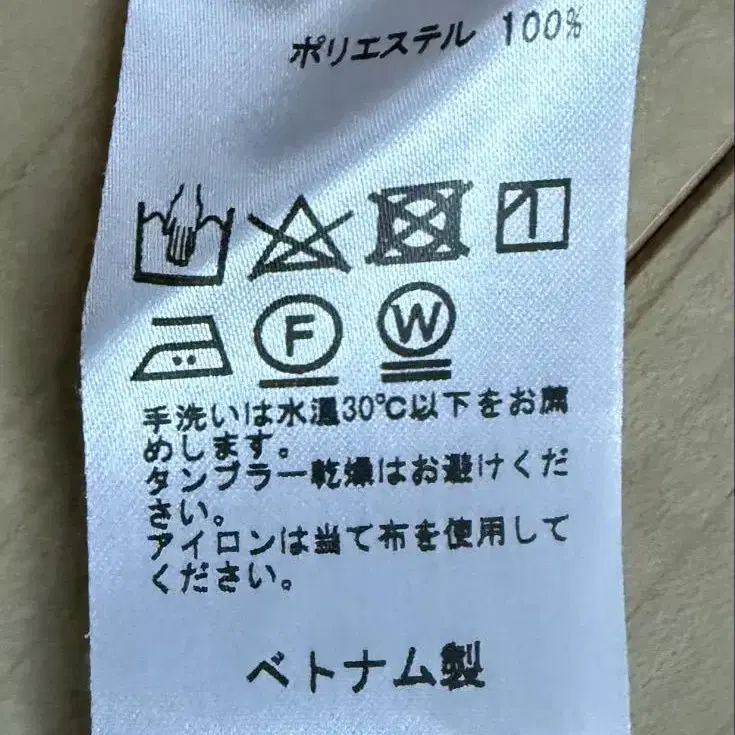 ポリエステル 100%
F W
手洗いは水温30℃以下をお薦
めします。
タンブラー乾燥はお避けくだ
さい。
アイロンは当て布を使用して
ください。
ベトナム製